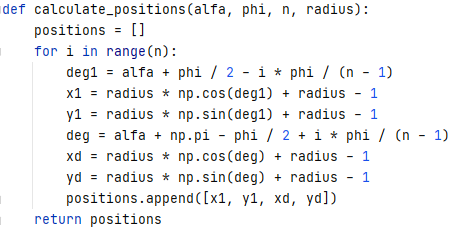 def calculate_positions(alfa, phi, n, radius):
    positions = []
    for i in range(n):
        deg1 = alfa + phi / 2 - i * phi / (n - 1)
        x1 = radius * np.cos(deg1) + radius - 1
        y1 = radius * np.sin(deg1) + radius - 1
        deg = alfa + np.pi - phi / 2 + i * phi / (n - 1)
        xd = radius * np.cos(deg) + radius - 1
        yd = radius * np.sin(deg) + radius - 1
        positions.append([x1, y1, xd, yd])
    return positions